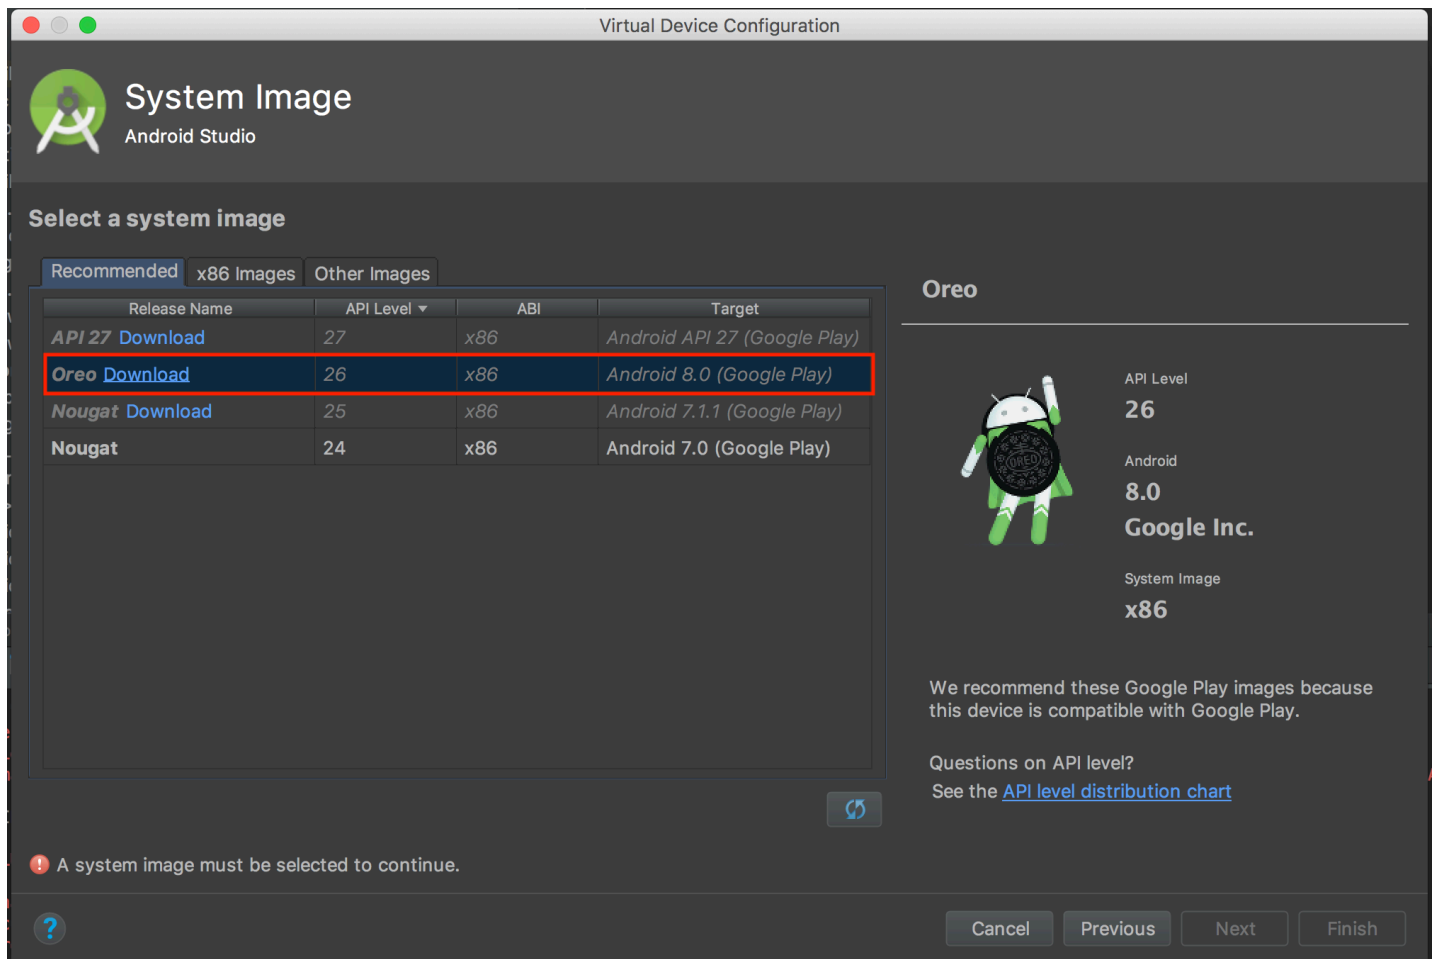 Virtual Device Configuration
System Image
Android Studio
Select a system image
Recommended x86 Images Other Images
Release Name API Level ABI Target
API 27 Download 27 x86 Android API 27 (Google Play)
Oreo Download 26 x86 Android 8.0 (Google Play)
Nougat Download 25 x86 Android 7.1.1 (Google Play)
Nougat 24 x86 Android 7.0 (Google Play)
Oreo
OREO
API Level
26
Android
8.0
Google Inc.
System Image
x86
We recommend these Google Play images because
this device is compatible with Google Play.
Questions on API level?
See the API level distribution chart
! A system image must be selected to continue.
? Cancel Previous Next Finish